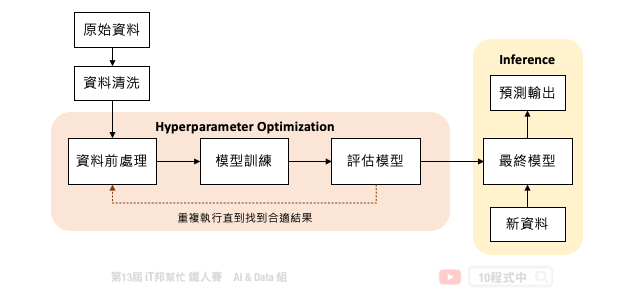 原始資料
資料清洗
Hyperparameter Optimization
資料前處理
模型訓練
評估模型
重複執行直到找到合適結果
Inference
預測輸出
最終模型
新資料
第13屆 iT邦幫忙 鐵人賽 AI & Data 組
10程式中